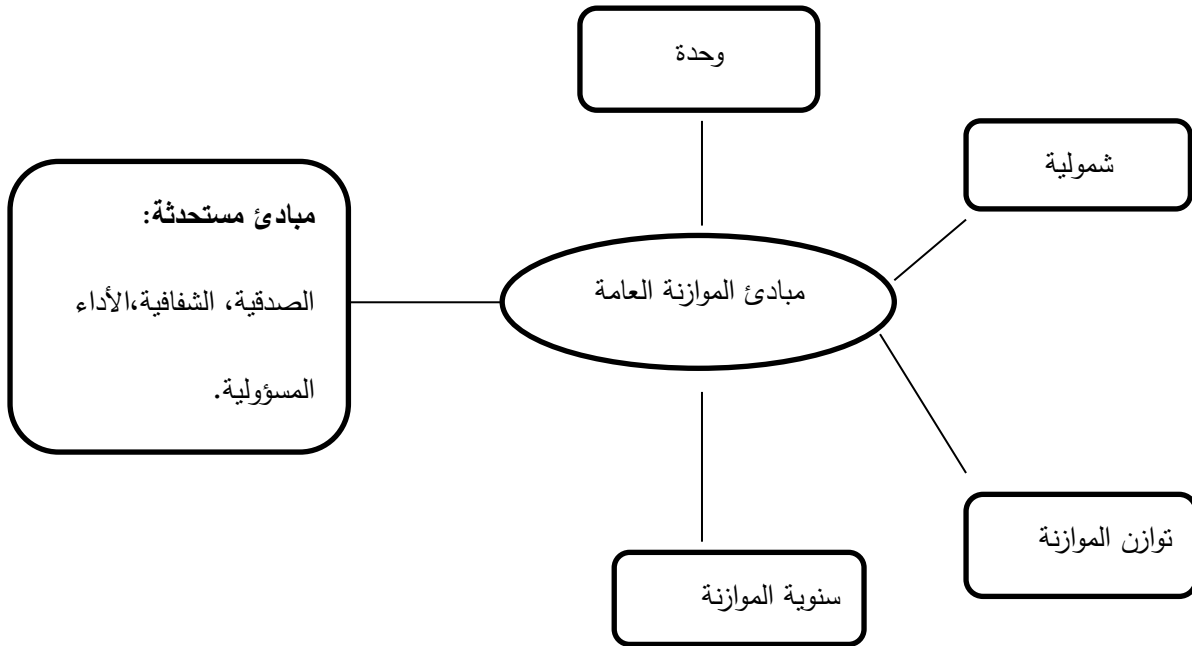 وحدة
شمولية
مبادئ مستحدثة:
الصدقية، الشفافية،الأداء
المسؤولية.
مبادئ الموازنة العامة
توازن الموازنة
سنوية الموازنة